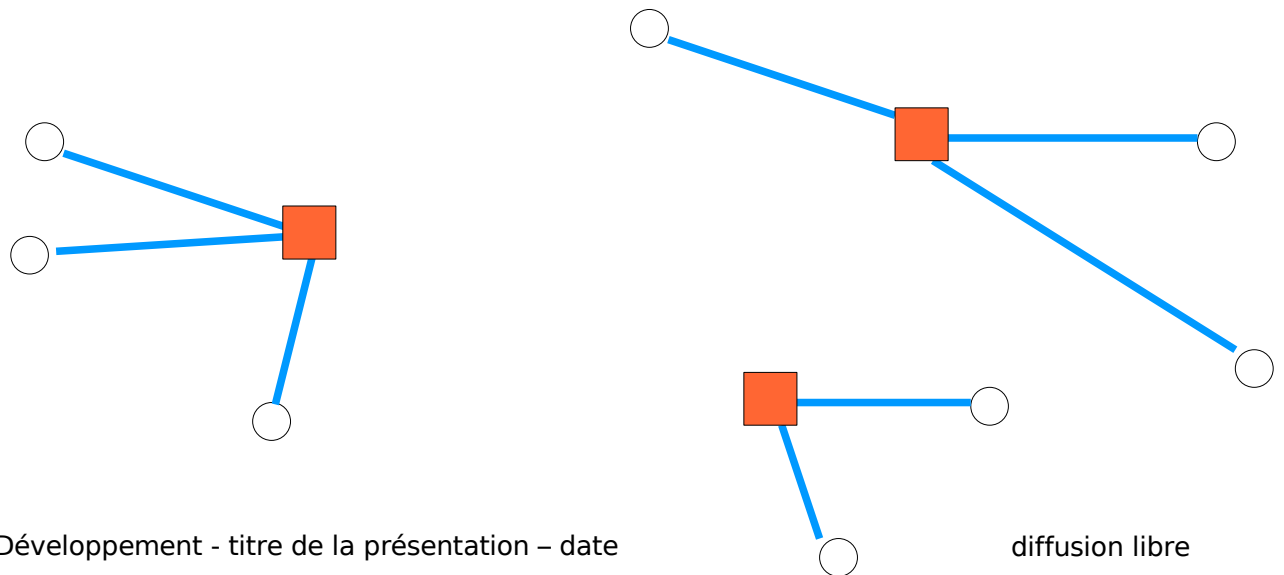 Développement - titre de la présentation – date
diffusion libre